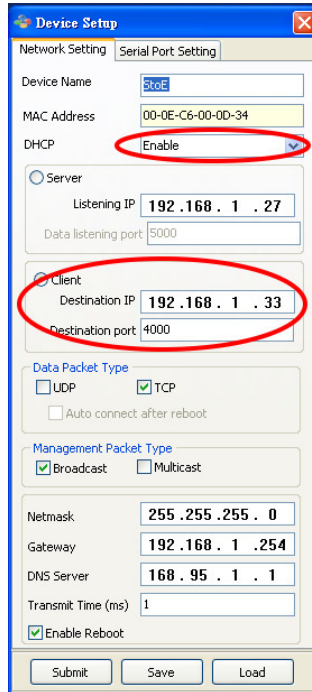 Device Setup
Network Setting Serial Port Setting
Device Name StoE
MAC Address 00-0E-C6-00-0D-34
DHCP Enable
Server
Listening IP 192 .168 . 1 . 27
Data listening port 5000
Client
Destination IP 192 .168 . 1 . 33
Destination port 4000
Data Packet Type
UDP TCP
Auto connect after reboot
Management Packet Type
Broadcast Multicast
Netmask 255 .255 .255 . 0
Gateway 192 .168 . 1 .254
DNS Server 168 . 95 . 1 . 1
Transmit Time (ms) 1
Enable Reboot
Submit Save Load